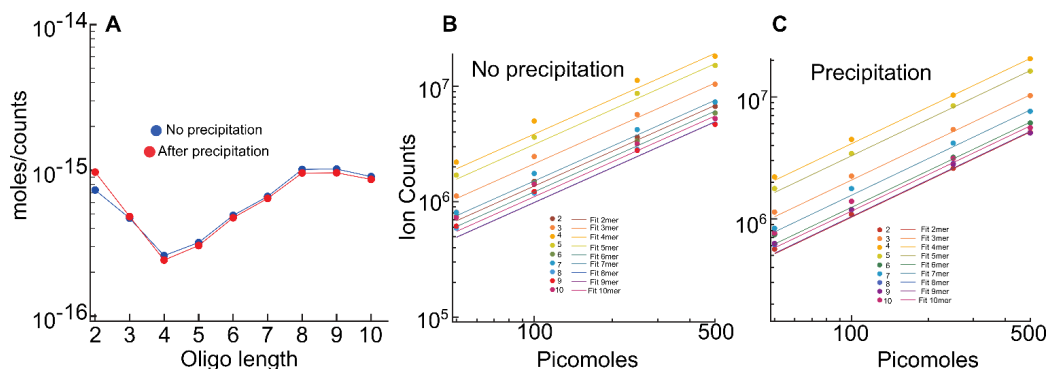 A
moles/counts
10-14
10-15
10-16
No precipitation
After precipitation
2 3 4 5 6 7 8 9 10
Oligo length
B
Ion Counts
No precipitation
10^7
10^6
10^5
2 Fit 2mer
3 Fit 3mer
4 Fit 4mer
5 Fit 5mer
6 Fit 6mer
7 Fit 7mer
8 Fit 8mer
9 Fit 9mer
10 Fit 10mer
100 500
Picomoles
C
Precipitation
10^7
10^6
2 Fit 2mer
3 Fit 3mer
4 Fit 4mer
5 Fit 5mer
6 Fit 6mer
7 Fit 7mer
8 Fit 8mer
9 Fit 9mer
10 Fit 10mer
100 500
Picomoles